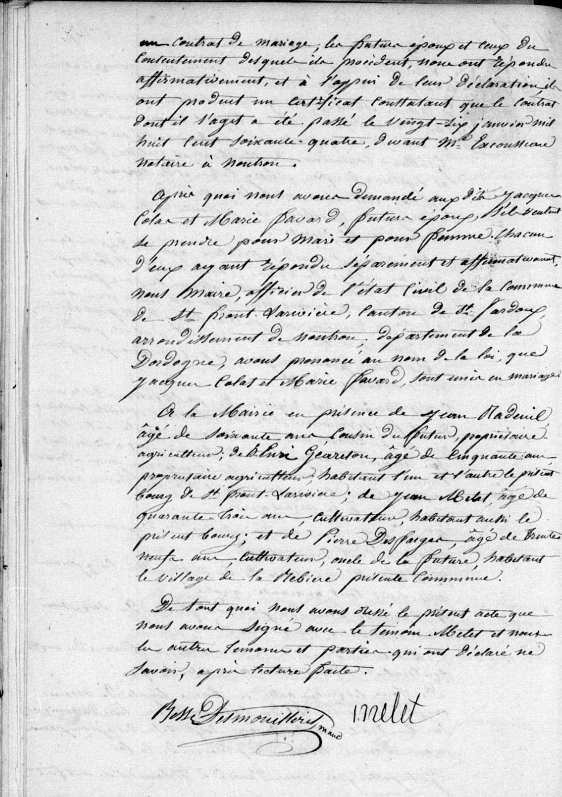 un contrat de mariage, les futurs époux et ceux du
consentement desquels ils procèdent, nous ont répondu
affirmativement, et à l'appui de leur déclaration, ils
ont produit un certificat constatant que le contrat
dont il s'agit a été passé le vingt-six janvier mil
huit cent soixante-quatre, devant Me
notaire à Nontron.
Après quoi nous avons demandé aux dits Jacques
Colas et Marie Favard, futurs époux, s'ils veulent
se prendre pour mari et pour femme. Chacun
d'eux ayant répondu séparément et affirmativement,
nous Maire, officier de l'état civil de la commune
de St front-Larivière, canton de St Pardoux,
arrondissement de nontron, département de la
Dordogne, avons prononcé au nom de la loi, que
Jacques Colas et Marie Favard, sont unis en mariage.
A la Mairie en présence de Jean Nadeuil,
âgé de soixante ans cousin du futur, propriétaire
agriculteur; de âgé de Cinquante ans
propriétaire agriculteur habitant l'un et l'autre le présent
bourg de St front-Larivière; de Jean Melet, âgé de
quarante trois ans, cultivateur, habitant aussi le
présent bourg; et de Pierre Desfarges, âgé de trente
neuf ans, cultivateur, oncle de la future, habitant
le village de la présente Commune.
De tout quoi nous avons dressé le présent acte que
nous avons signé avec le témoin Melet et non
les autres témoins et parties qui ont déclaré ne
savoir, après lecture faite.
Desmouillères Melet
maire